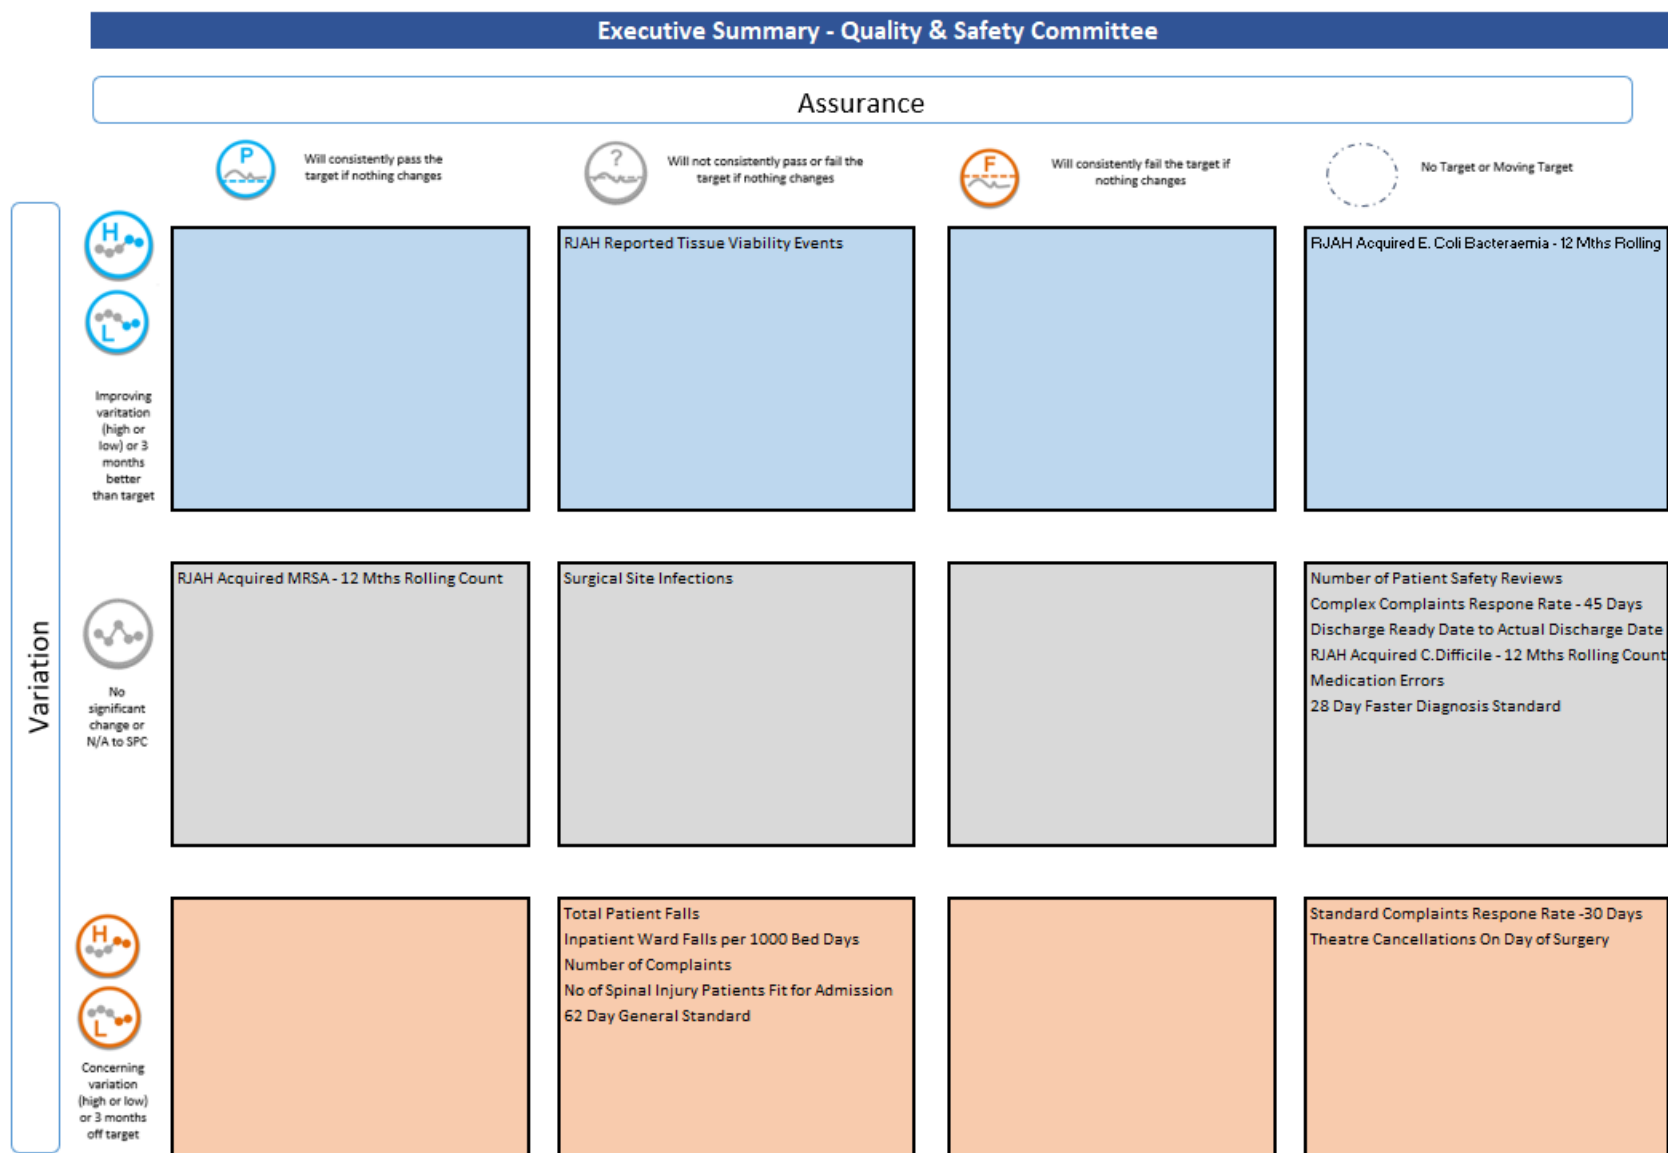 Executive Summary - Quality & Safety Committee
Assurance
P
Will consistently pass the
target if nothing changes
?
Will not consistently pass or fail the
target if nothing changes
F
Will consistently fail the target if
nothing changes
No Target or Moving Target
Variation
H
L
Improving
varitation
(high or
low) or 3
months
better
than target
RJAH Reported Tissue Viability Events
RJAH Acquired E. Coli Bacteraemia - 12 Mths Rolling
No
significant
change or
N/A to SPC
RJAH Acquired MRSA - 12 Mths Rolling Count
Surgical Site Infections
Number of Patient Safety Reviews
Complex Complaints Respone Rate - 45 Days
Discharge Ready Date to Actual Discharge Date
RJAH Acquired C.Difficile - 12 Mths Rolling Count
Medication Errors
28 Day Faster Diagnosis Standard
H
L
Concerning
variation
(high or low)
or 3 months
off target
Total Patient Falls
Inpatient Ward Falls per 1000 Bed Days
Number of Complaints
No of Spinal Injury Patients Fit for Admission
62 Day General Standard
Standard Complaints Respone Rate -30 Days
Theatre Cancellations On Day of Surgery